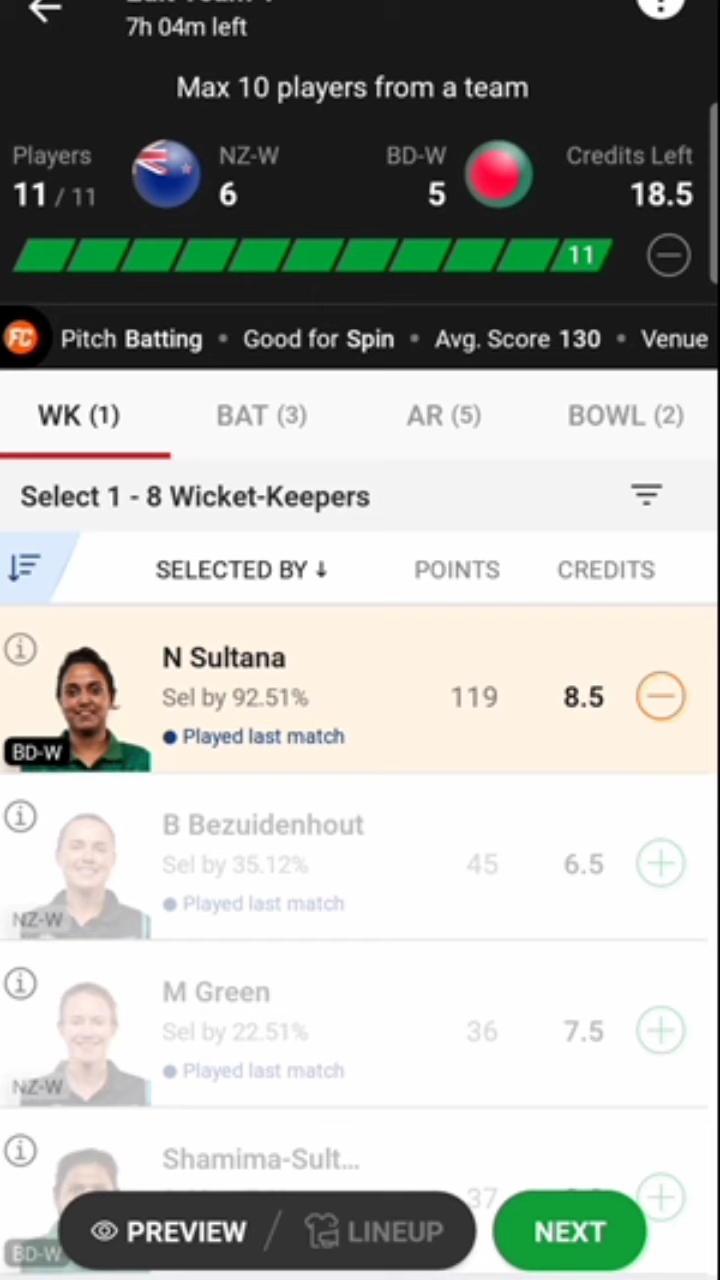 7h 04m left
Max 10 players from a team
Players NZ-W BD-W Credits Left
11 / 11 6 5 18.5
11
FC Pitch Batting • Good for Spin • Avg. Score 130 • Venue
WK (1) BAT (3) AR (5) BOWL (2)
Select 1 - 8 Wicket-Keepers
SELECTED BY ↓ POINTS CREDITS
N Sultana
Sel by 92.51% 119 8.5
Played last match
BD-W
B Bezuidenhout
Sel by 35.12% 45 6.5
Played last match
NZ-W
M Green
Sel by 22.51% 36 7.5
Played last match
NZ-W
Shamima-Sult...
37
PREVIEW / LINEUP NEXT
BD-W